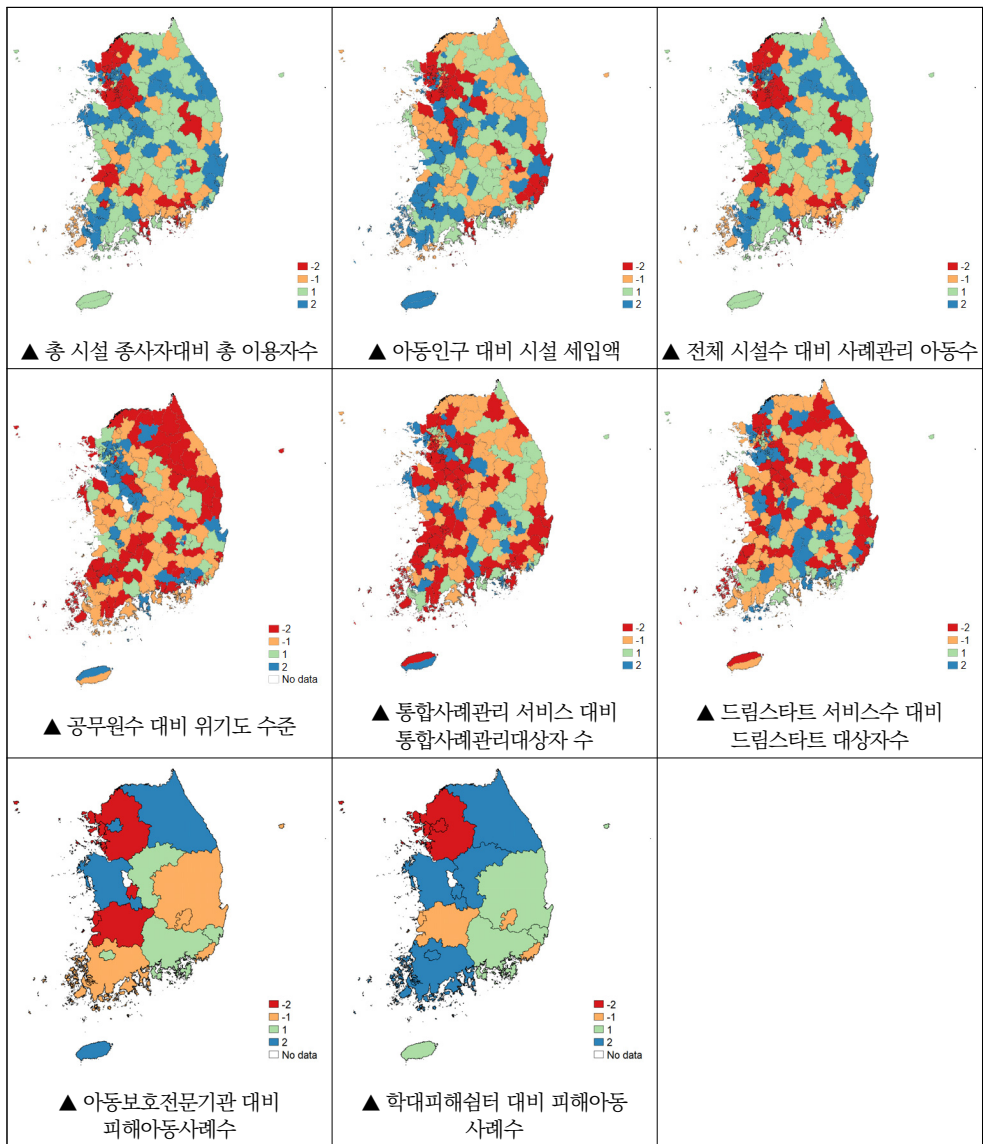 -2
-1
1
2
▲ 총 시설 종사자대비 총 이용자수
-2
-1
1
2
▲ 아동인구 대비 시설 세입액
-2
-1
1
2
▲ 전체 시설수 대비 사례관리 아동수
-2
-1
1
2
No data
▲ 공무원수 대비 위기도 수준
-2
-1
1
2
▲ 통합사례관리 서비스 대비
통합사례관리대상자 수
-2
-1
1
2
▲ 드림스타트 서비스수 대비
드림스타트 대상자수
-2
-1
1
2
No data
▲ 아동보호전문기관 대비
피해아동사례수
-2
-1
1
2
No data
▲ 학대피해쉼터 대비 피해아동
사례수